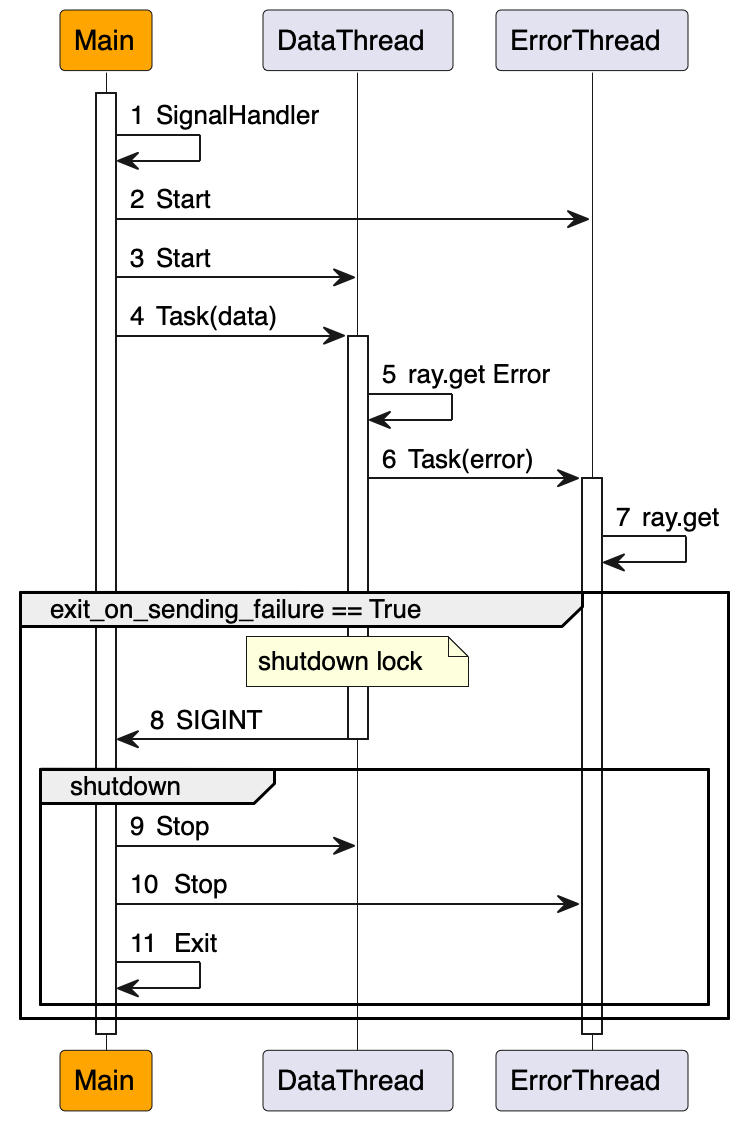 Main DataThread ErrorThread
1 SignalHandler
2 Start
3 Start
4 Task(data)
5 ray.get Error
6 Task(error)
7 ray.get
exit_on_sending_failure == True
shutdown lock
8 SIGINT
shutdown
9 Stop
10 Stop
11 Exit
Main DataThread ErrorThread